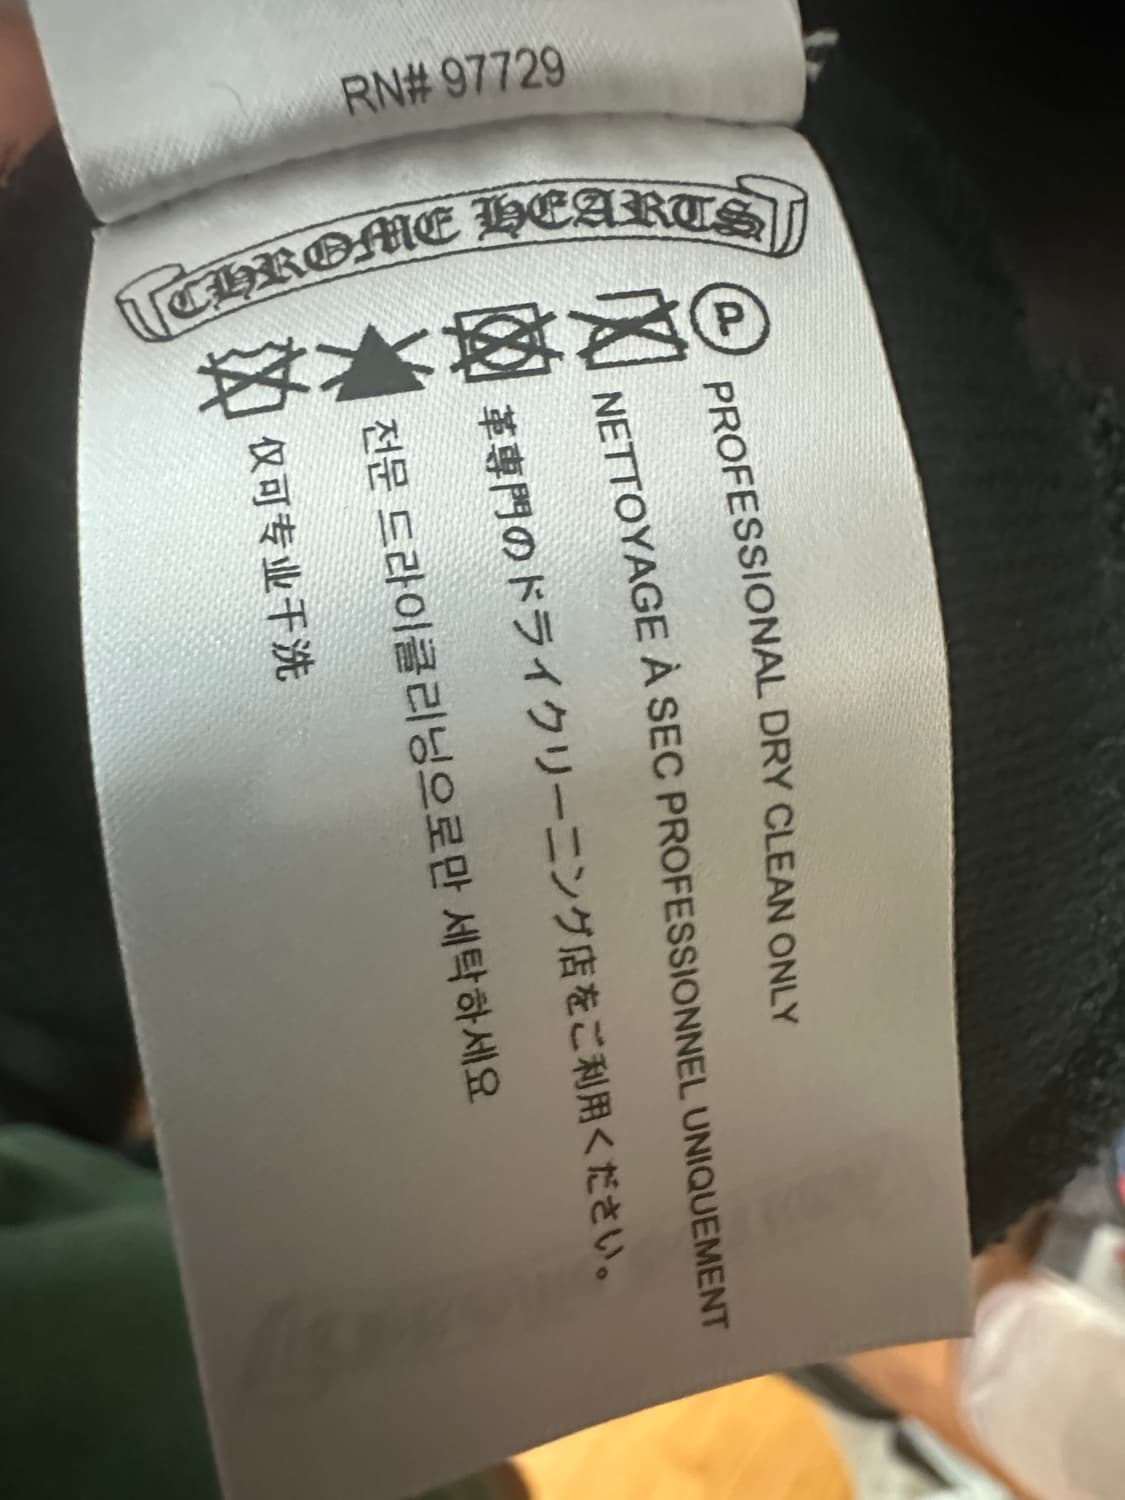 RN# 97729
CHROME HEARTS
P
PROFESSIONAL DRY CLEAN ONLY
NETTOYAGE À SEC PROFESSIONNEL UNIQUEMENT
革専門のドライクリーニング店をご利用ください。
전문 드라이클리닝으로만 세탁하세요
仅可专业干洗